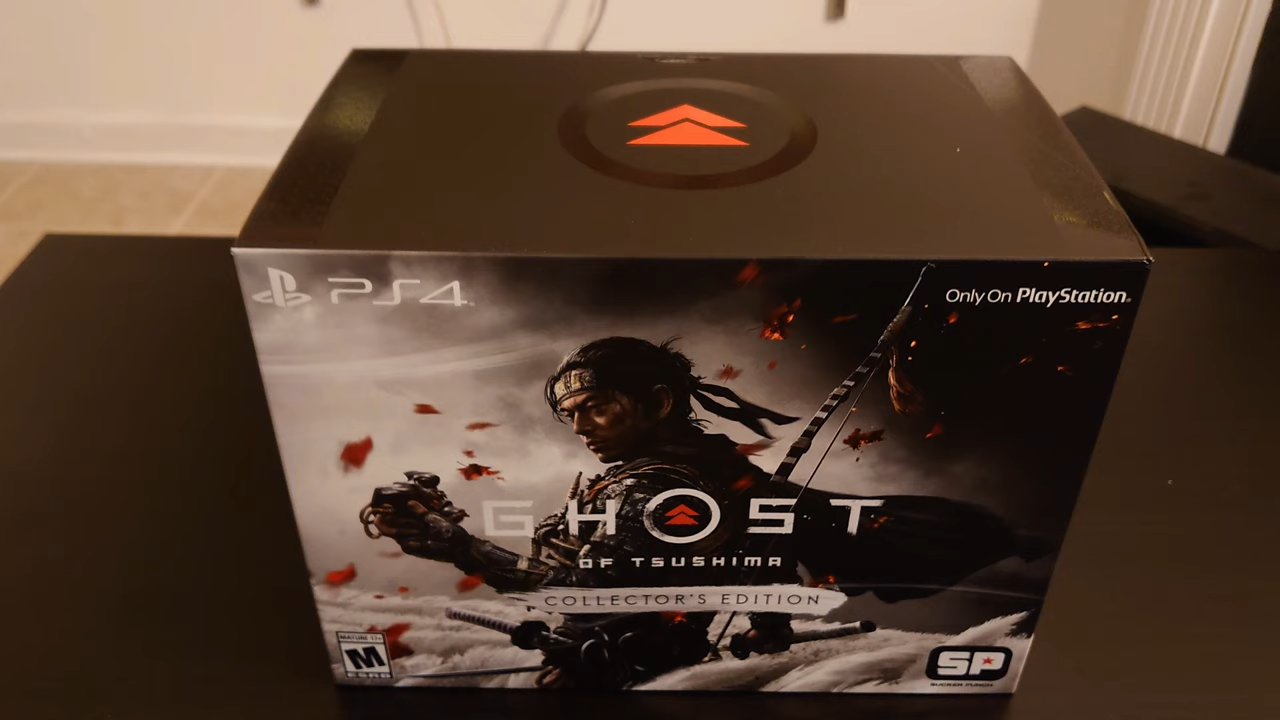 PS4
Only On PlayStation®
GHOST
OF TSUSHIMA
COLLECTOR'S EDITION
MATURE 17+
M
ESRB
SP
SUCKER PUNCH